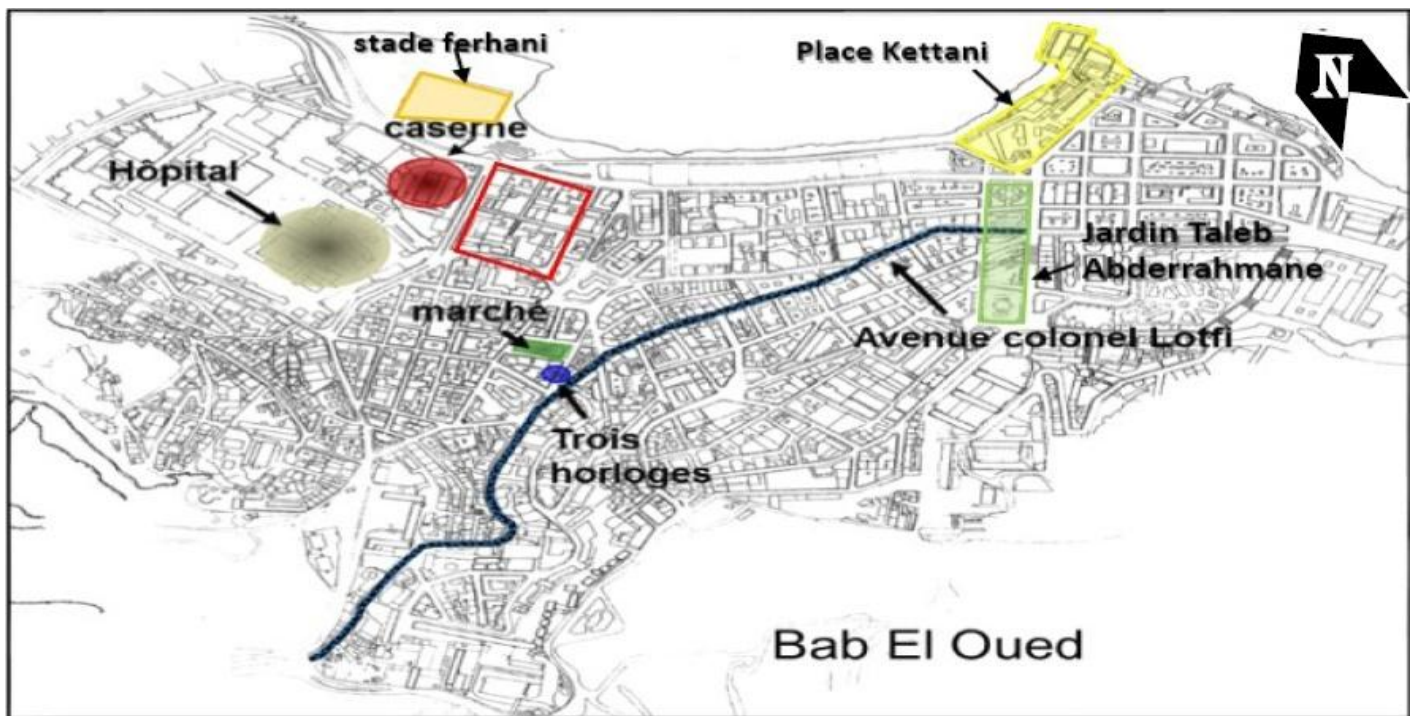 stade ferhani
Place Kettani
N
caserne
Hôpital
Jardin Taleb
Abderrahmane
marché
Avenue colonel Lotfi
Trois
horloges
Bab El Oued